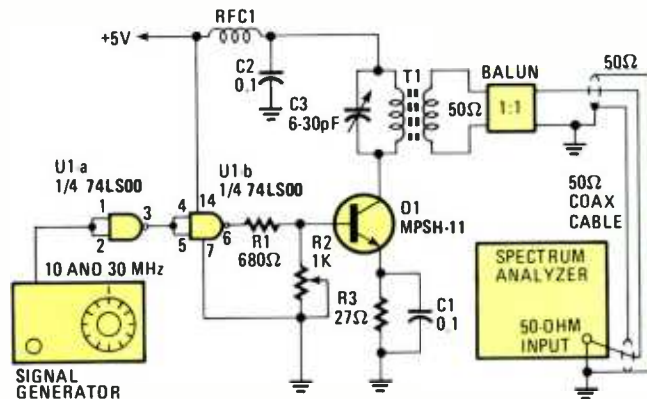 RFC1
+5V
C2
0.1
C3
6-30pF
T1
50Ω
BALUN
1:1
50Ω
50Ω
COAX
CABLE
U1-a
1/4 74LS00
1
2
3
U1-b
1/4 74LS00
4
5
14
6
7
R1
680Ω
R2
1K
Q1
MPSH-11
R3
27Ω
C1
0.1
10 AND 30 MHz
SIGNAL
GENERATOR
SPECTRUM
ANALYZER
50-OHM
INPUT